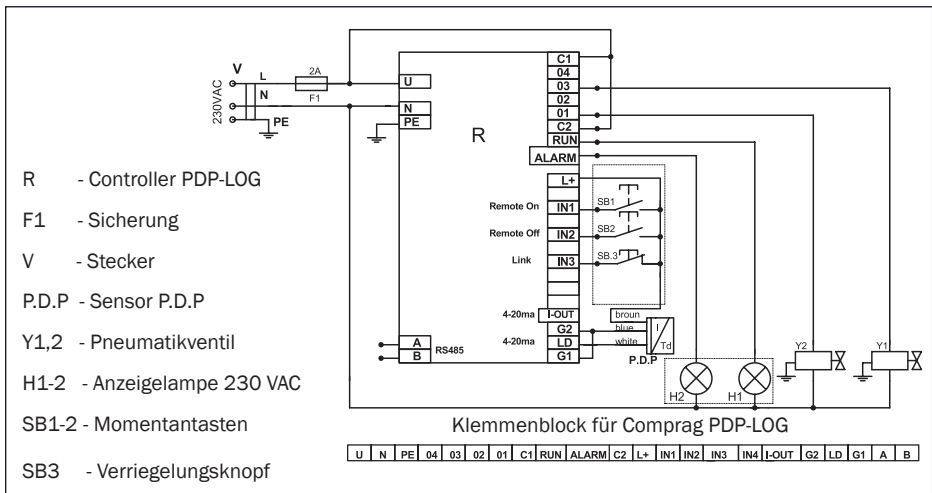 V
L
2A
N
F1
PE
230VAC
U
N
PE
R
C1
04
03
02
01
C2
RUN
ALARM
L+
Remote On
IN1
SB1
Remote Off
IN2
SB2
Link
IN3
SB.3
4-20ma
I-OUT
broun
G2
blue
I
4-20ma
LD
white
Td
G1
P.D.P
A
B
RS485
H2
H1
Y2
Y1
R - Controller PDP-LOG
F1 - Sicherung
V - Stecker
P.D.P - Sensor P.D.P
Y1,2 - Pneumatikventil
H1-2 - Anzeigelampe 230 VAC
SB1-2 - Momentantasten
SB3 - Verriegelungsknopf
Klemmenblock für Comprag PDP-LOG
U N PE 04 03 02 01 C1 RUN ALARM C2 L+ IN1 IN2 IN3 IN4 I-OUT G2 LD G1 A B